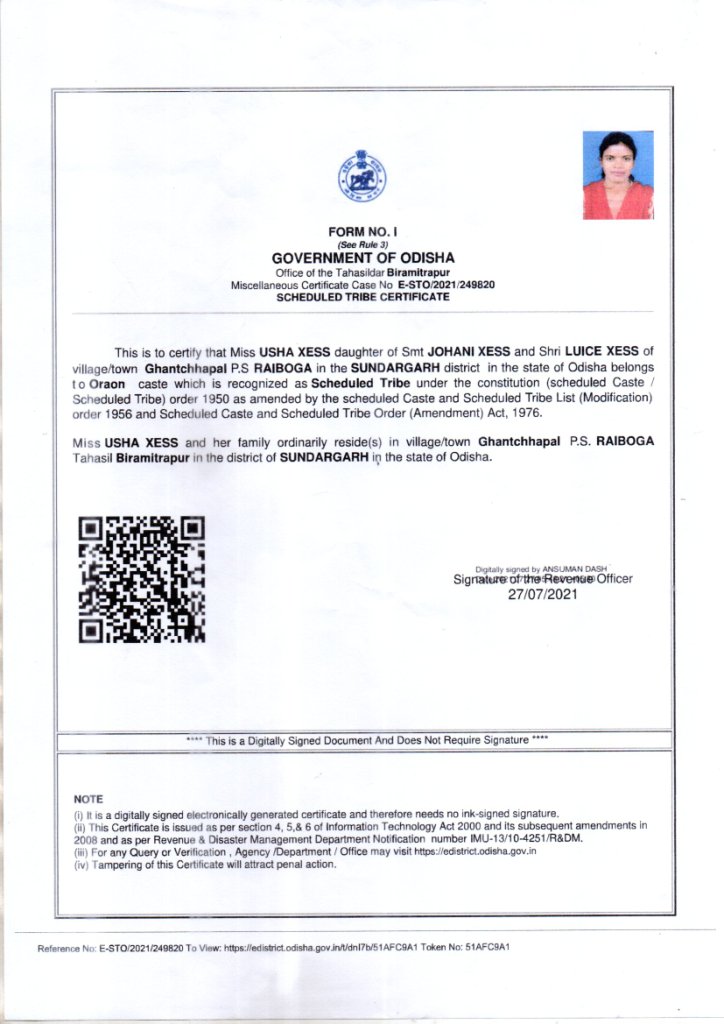 FORM NO. I
(See Rule 3)
GOVERNMENT OF ODISHA
Office of the Tahasildar Biramitrapur
Miscellaneous Certificate Case No E-STO/2021/249820
SCHEDULED TRIBE CERTIFICATE
This is to certify that Miss USHA XESS daughter of Smt JOHANI XESS and Shri LUICE XESS of
village/town Ghantchhapal P.S RAIBOGA in the SUNDARGARH district in the state of Odisha belongs
to Oraon caste which is recognized as Scheduled Tribe under the constitution (scheduled Caste /
Scheduled Tribe) order 1950 as amended by the scheduled Caste and Scheduled Tribe List (Modification)
order 1956 and Scheduled Caste and Scheduled Tribe Order (Amendment) Act, 1976.
Miss USHA XESS and her family ordinarily reside(s) in village/town Ghantchhapal P.S. RAIBOGA
Tahasil Biramitrapur in the district of SUNDARGARH in the state of Odisha.
Digitally signed by ANSUMAN DASH
Signature of the Revenue Officer
27/07/2021
**** This is a Digitally Signed Document And Does Not Require Signature ****
NOTE
(i) It is a digitally signed electronically generated certificate and therefore needs no ink-signed signature.
(ii) This Certificate is issued as per section 4, 5,& 6 of Information Technology Act 2000 and its subsequent amendments in
2008 and as per Revenue & Disaster Management Department Notification number IMU-13/10-4251/R&DM.
(iii) For any Query or Verification , Agency /Department / Office may visit https://edistrict.odisha.gov.in
(iv) Tampering of this Certificate will attract penal action.
Reference No: E-STO/2021/249820 To View: https://edistrict.odisha.gov.in/t/dnl7b/51AFC9A1 Token No: 51AFC9A1